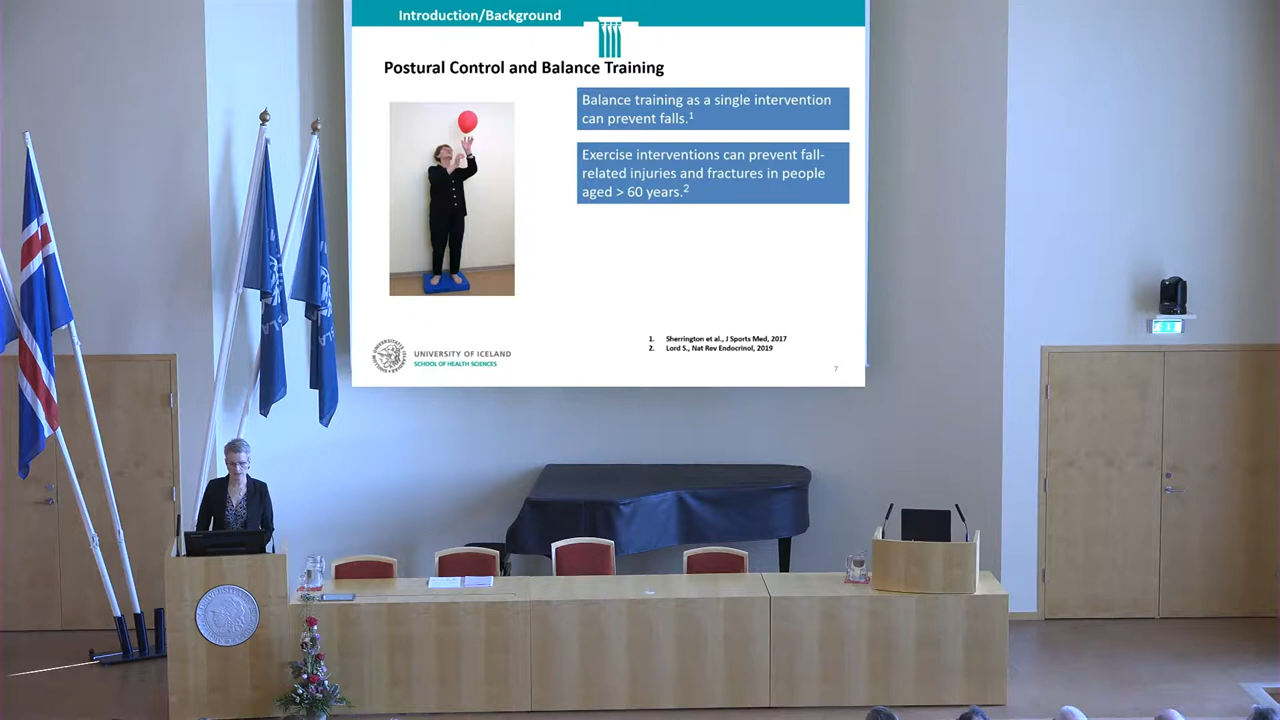 Introduction/Background
Postural Control and Balance Training
Balance training as a single intervention
can prevent falls.1
Exercise interventions can prevent fall-
related injuries and fractures in people
aged > 60 years.2
1. Sherrington et al., J Sports Med, 2017
2. Lord S., Nat Rev Endocrinol, 2019
UNIVERSITY OF ICELAND
SCHOOL OF HEALTH SCIENCES
7